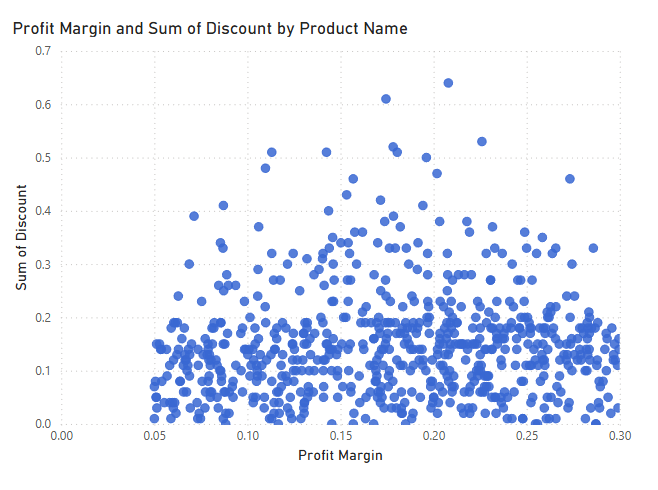 Profit Margin and Sum of Discount by Product Name
0.7
0.6
0.5
0.4
0.3
0.2
0.1
0.0
Sum of Discount
0.00 0.05 0.10 0.15 0.20 0.25 0.30
Profit Margin